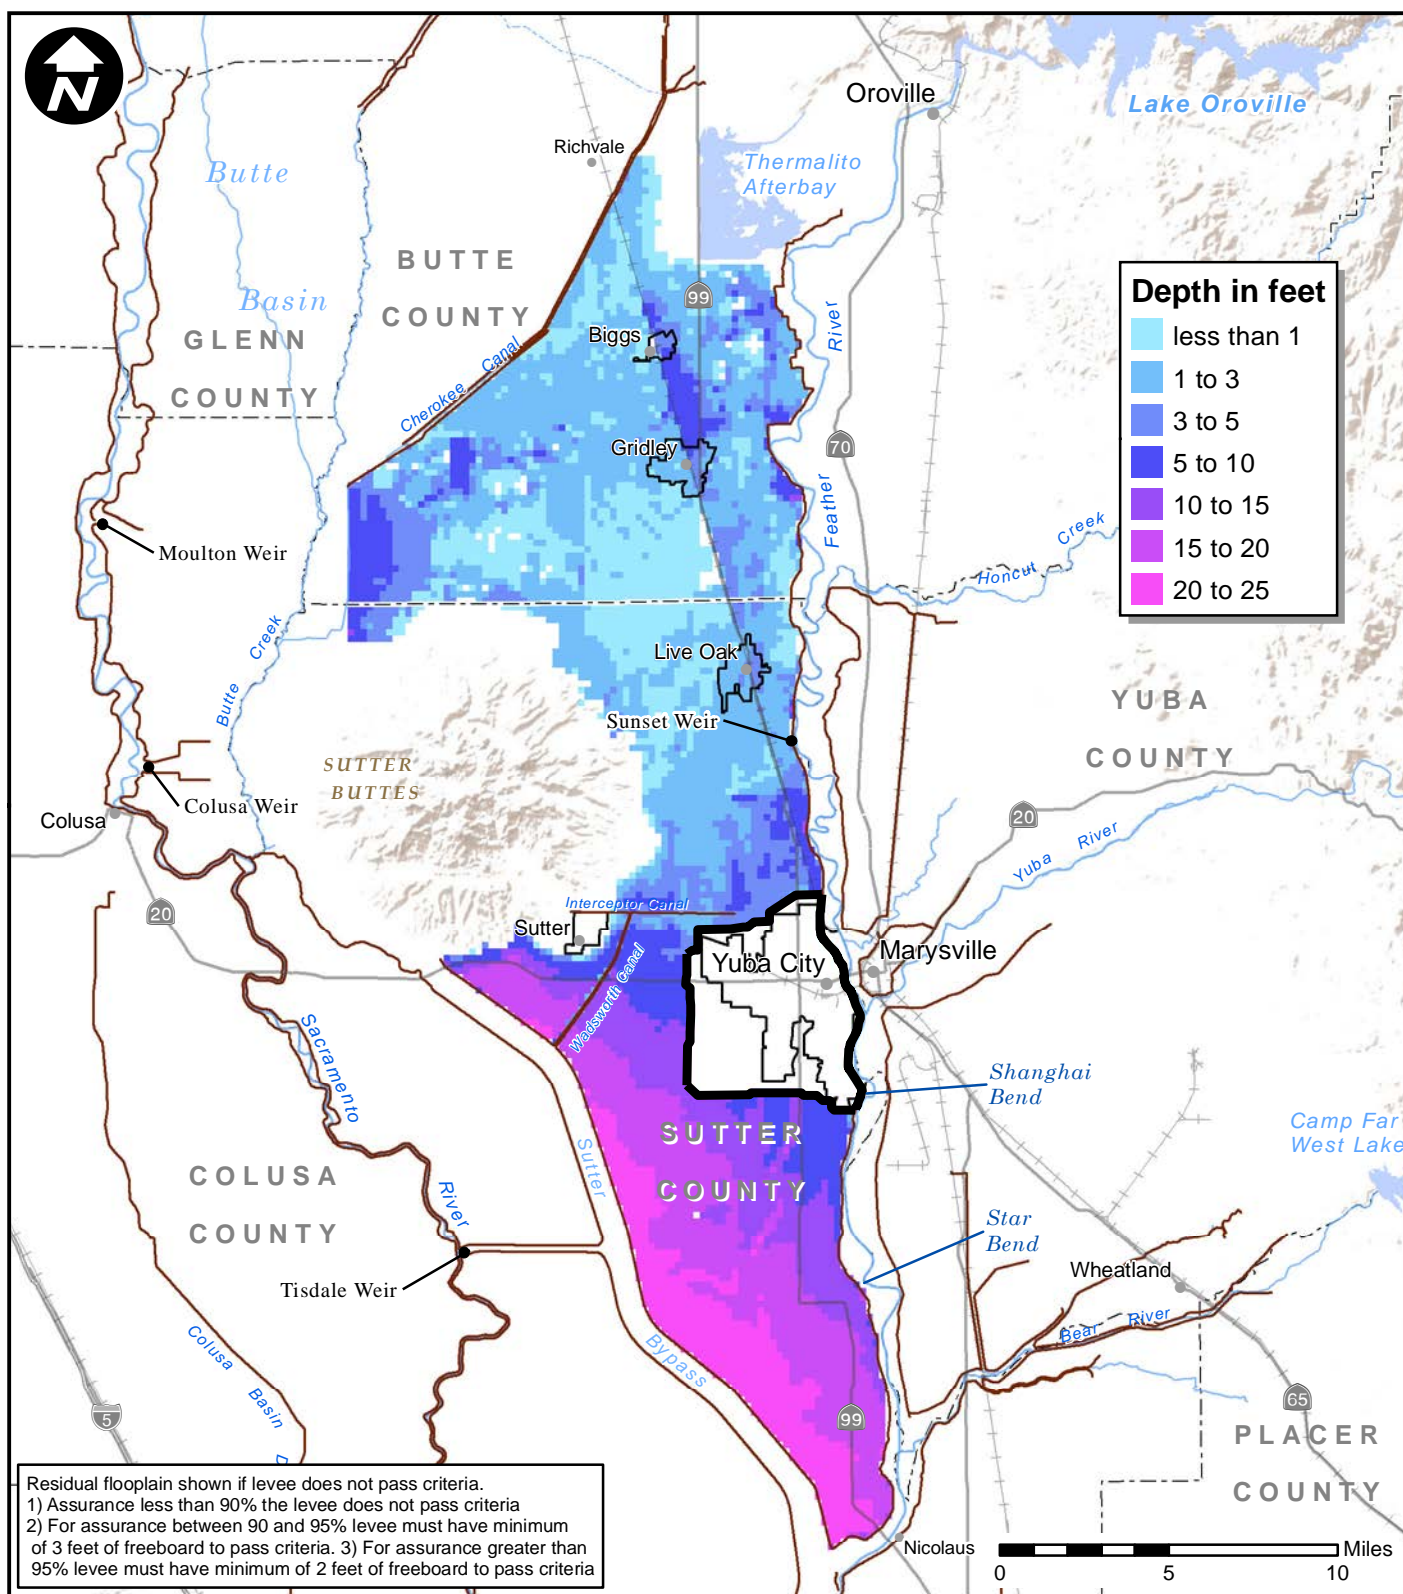 N
Oroville
Lake Oroville
Richvale
Thermalito
Afterbay
Butte
Basin
BUTTE
COUNTY
GLENN
COUNTY
99
Biggs
River
Cherokee Canal
Depth in feet
less than 1
1 to 3
3 to 5
5 to 10
10 to 15
15 to 20
20 to 25
Gridley
70
Feather
Moulton Weir
Creek
Honcut
Butte Creek
Live Oak
Sunset Weir
YUBA
COUNTY
SUTTER
BUTTES
Colusa Weir
Colusa
20
Yuba River
20
Interceptor Canal
Sutter
Wadsworth Canal
Yuba City
Marysville
Sacramento
River
Shanghai
Bend
Camp Far
West Lake
SUTTER
COUNTY
Sutter
Bypass
COLUSA
COUNTY
Star
Bend
Wheatland
Tisdale Weir
Bear River
Colusa Basin D
5
99
65
PLACER
COUNTY
Residual flooplain shown if levee does not pass criteria.
1) Assurance less than 90% the levee does not pass criteria
2) For assurance between 90 and 95% levee must have minimum
of 3 feet of freeboard to pass criteria. 3) For assurance greater than
95% levee must have minimum of 2 feet of freeboard to pass criteria
Nicolaus
Miles
0 5 10